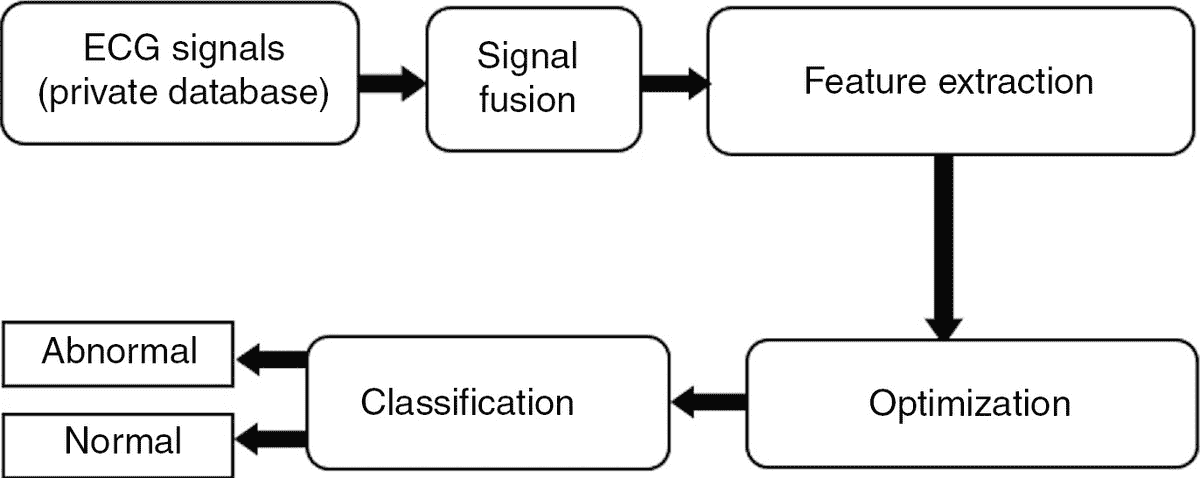 ECG signals
(private database)
Signal
fusion
Feature extraction
Optimization
Classification
Abnormal
Normal